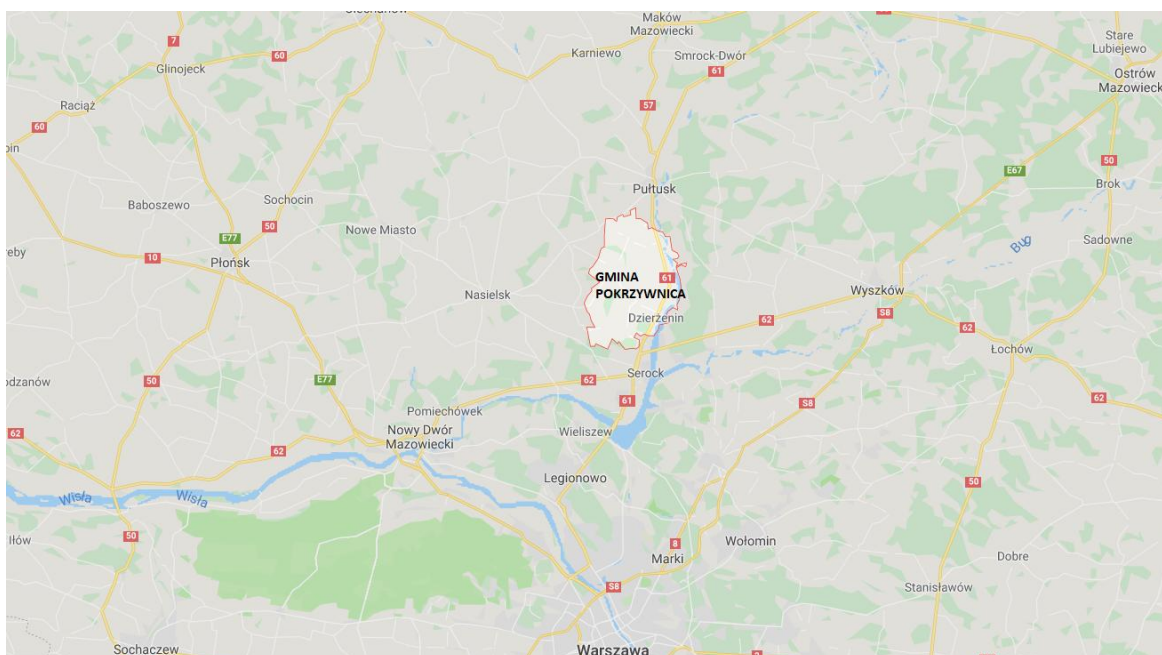 Maków
Mazowiecki
Stare
Lubiejewo
7
60
Karniewo
Smrock-Dwór
61
Glinojeck
Ostrów
Mazowieck
Raciąż
57
60
50
E67
Pułtusk
Brok
Baboszewo
Sochocin
50
Nowe Miasto
E77
Bug
Sadowne
10
Płońsk
GMINA
POKRZYWNICA
61
Nasielsk
Wyszków
Dzierżenin
62
S8
62
Łochów
Serock
E77
62
50
62
61
S8
Pomiechówek
Nowy Dwór
Mazowiecki
Wieliszew
62
62
Legionowo
50
Wisła
Wisła
50
Iłów
8
Wołomin
Marki
Dobre
S8
Stanisławów
Sochaczew
Warszawa